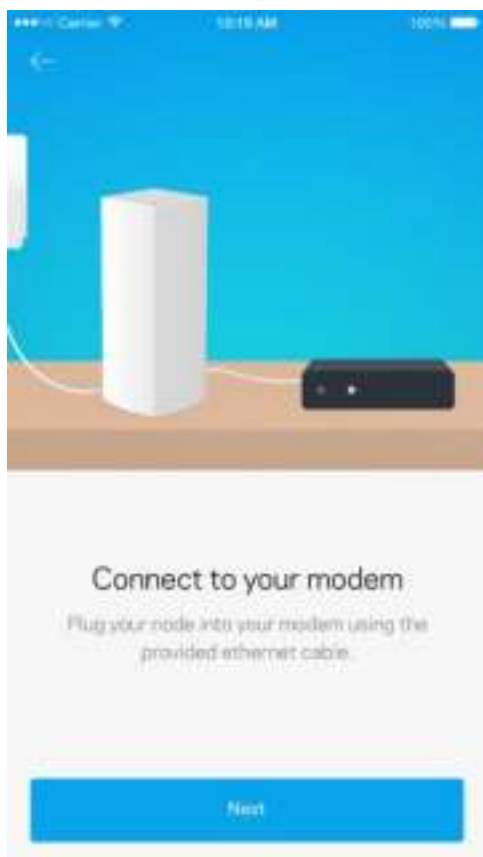 Carrier 10:19 AM 100%
Connect to your modem
Plug your node into your modem using the
provided ethernet cable.
Next